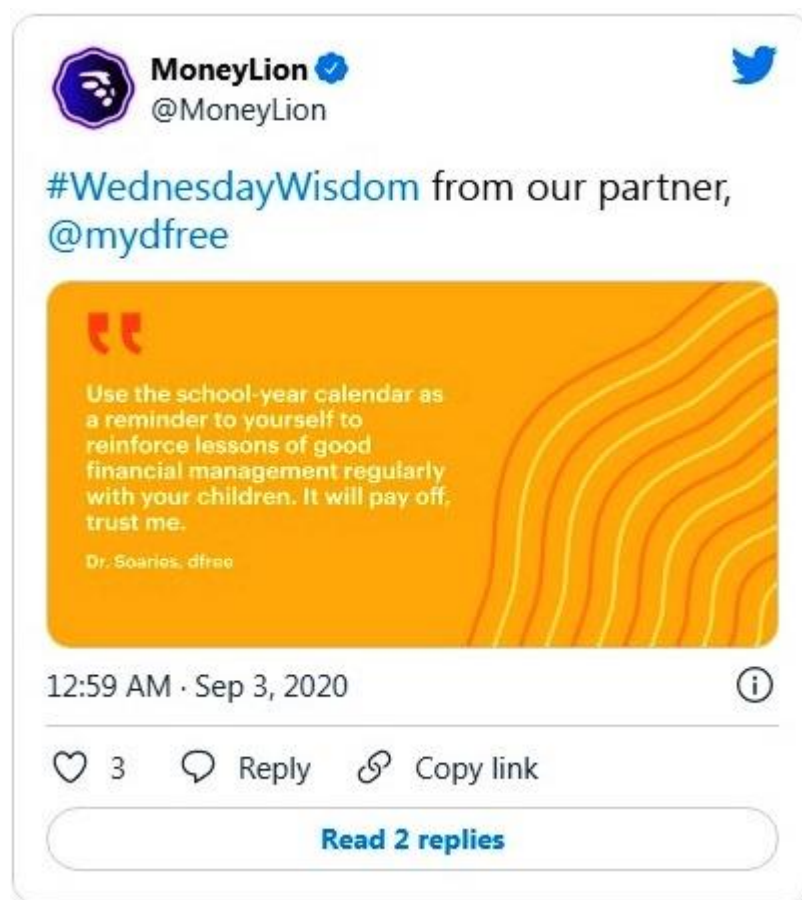 MoneyLion
@MoneyLion
#WednesdayWisdom from our partner,
@mydfree
Use the school-year calendar as
a reminder to yourself to
reinforce lessons of good
financial management regularly
with your children. It will pay off,
trust me.
Dr. Soaries, dfree
12:59 AM · Sep 3, 2020
3 Reply Copy link
Read 2 replies